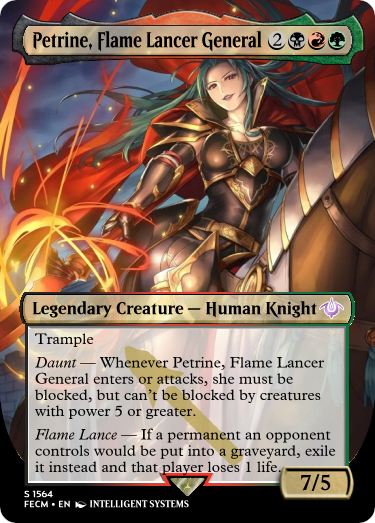 Petrine, Flame Lancer General 2
Legendary Creature — Human Knight
Trample
Daunt — Whenever Petrine, Flame Lancer
General enters or attacks, she must be
blocked, but can't be blocked by creatures
with power 5 or greater.
Flame Lance — If a permanent an opponent
controls would be put into a graveyard, exile
it instead and that player loses 1 life.
7/5
S 1564
FECM • EN INTELLIGENT SYSTEMS